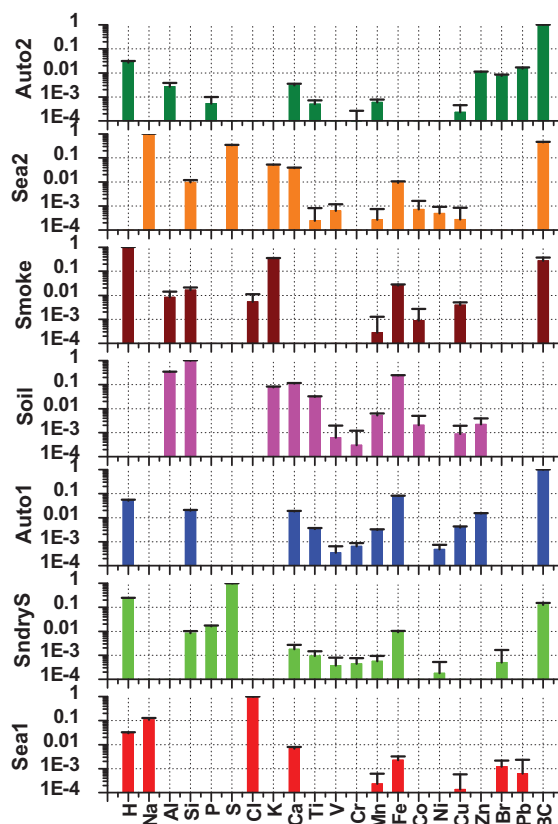 Auto2
1
0.1
0.01
1E-3
1E-4
Sea2
1
0.1
0.01
1E-3
1E-4
Smoke
1
0.1
0.01
1E-3
1E-4
Soil
1
0.1
0.01
1E-3
1E-4
Auto1
1
0.1
0.01
1E-3
1E-4
SndryS
1
0.1
0.01
1E-3
1E-4
Sea1
1
0.1
0.01
1E-3
1E-4
H Na Al Si P S Cl K Ca Ti V Cr Mn Fe Co Ni Cu Zn Br Pb BC